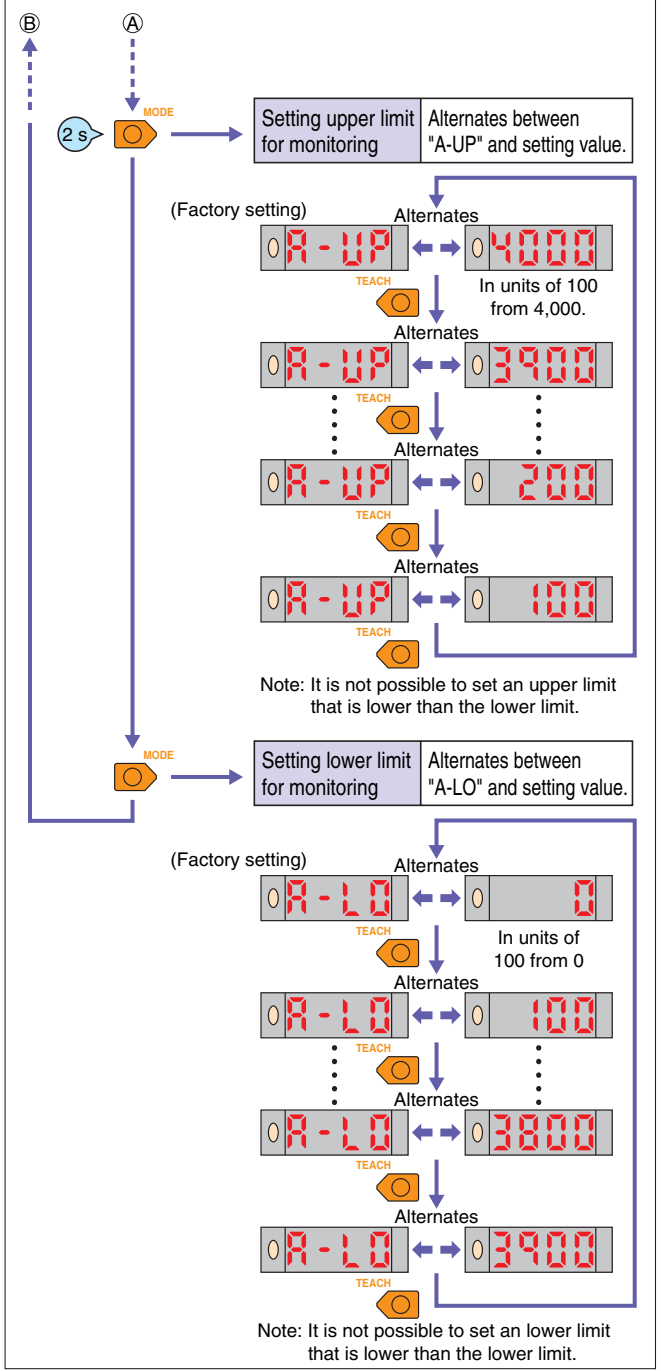 B A
MODE
2 s
Setting upper limit Alternates between
for monitoring "A-UP" and setting value.
(Factory setting)
Alternates
A-UP 4000
TEACH
In units of 100
from 4,000.
Alternates
A-UP 3900
TEACH
Alternates
A-UP 200
TEACH
Alternates
A-UP 100
TEACH
Note: It is not possible to set an upper limit
that is lower than the lower limit.
MODE
Setting lower limit Alternates between
for monitoring "A-LO" and setting value.
(Factory setting)
Alternates
A-LO 0
TEACH
In units of
100 from 0
Alternates
A-LO 100
TEACH
Alternates
A-LO 3800
TEACH
Alternates
A-LO 3900
TEACH
Note: It is not possible to set an lower limit
that is lower than the lower limit.